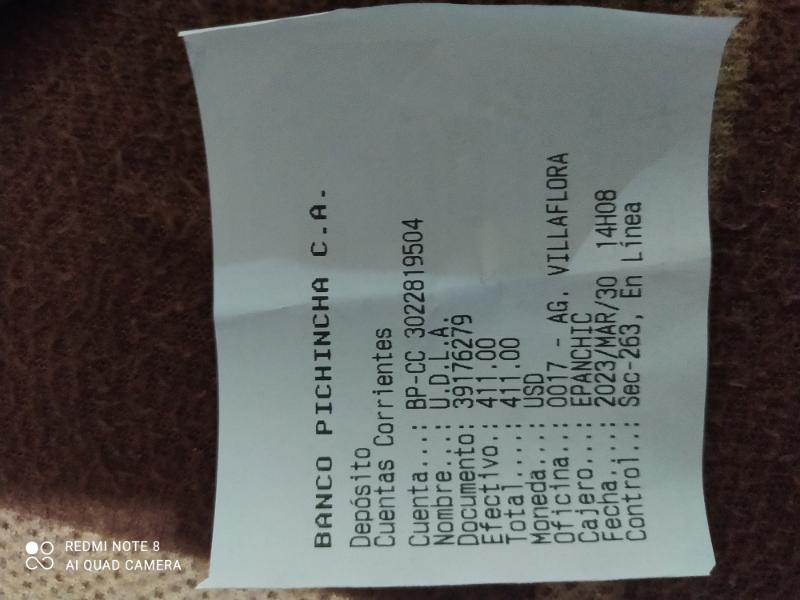 BANCO PICHINCHA C.A.
Depósito
Cuentas Corrientes
Cuenta...: BP-CC 3022819504
Nombre...: U.D.L.A.
Documento: 39176279
Efectivo.: 411.00
Total....: 411.00
Moneda...: USD
Oficina..: 0017 - AG. VILLAFLORA
Cajero...: EPANCHIC
Fecha....: 2023/MAR/30 14H08
Control..: Sec-263, En Línea
REDMI NOTE 8
AI QUAD CAMERA